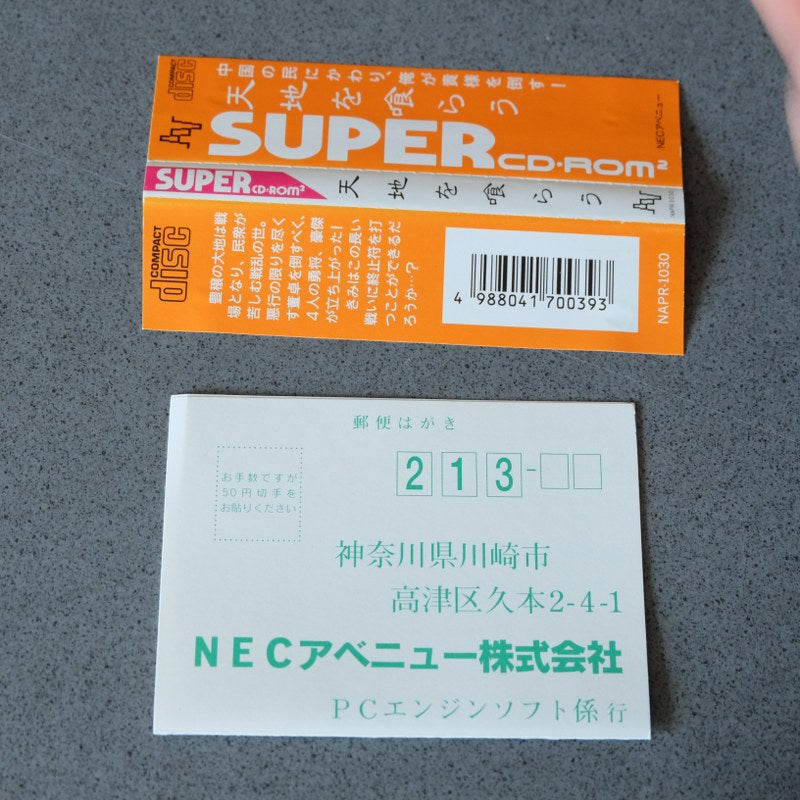 COMPACT
disc
中国の民にかわり、俺が貴様を倒す！
天地を喰らう
SUPER CD-ROM²
NECアベニュー
SUPER CD-ROM²
天地を喰らう
NAPR-1030
COMPACT
disc
豊穣の大地は戦
場となり、民衆が
苦しむ戦乱の世。
悪行の限りを尽く
す董卓を倒すべく、
4人の勇将、豪傑
が立ち上がった！
きみはこの長い
戦いに終止符を打
つことができるだ
ろうか…？
4 988041 700393
NAPR-1030
郵便はがき
お手数ですが
50円切手を
お貼りください
213-
神奈川県川崎市
高津区久本2-4-1
NECアベニュー株式会社
PCエンジンソフト係 行